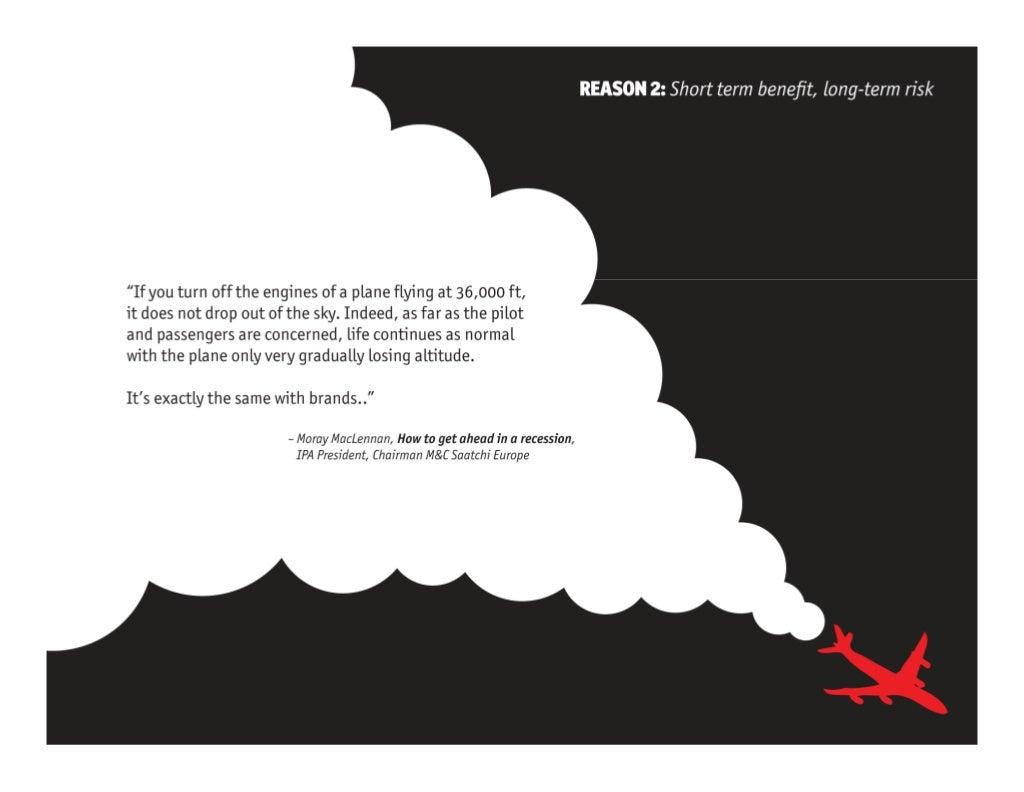 REASON 2: Short term benefit, long-term risk
“If you turn off the engines of a plane flying at 36,000 ft,
it does not drop out of the sky. Indeed, as far as the pilot
and passengers are concerned, life continues as normal
with the plane only very gradually losing altitude.
It’s exactly the same with brands..”
– Moray MacLennan, How to get ahead in a recession,
IPA President, Chairman M&C Saatchi Europe